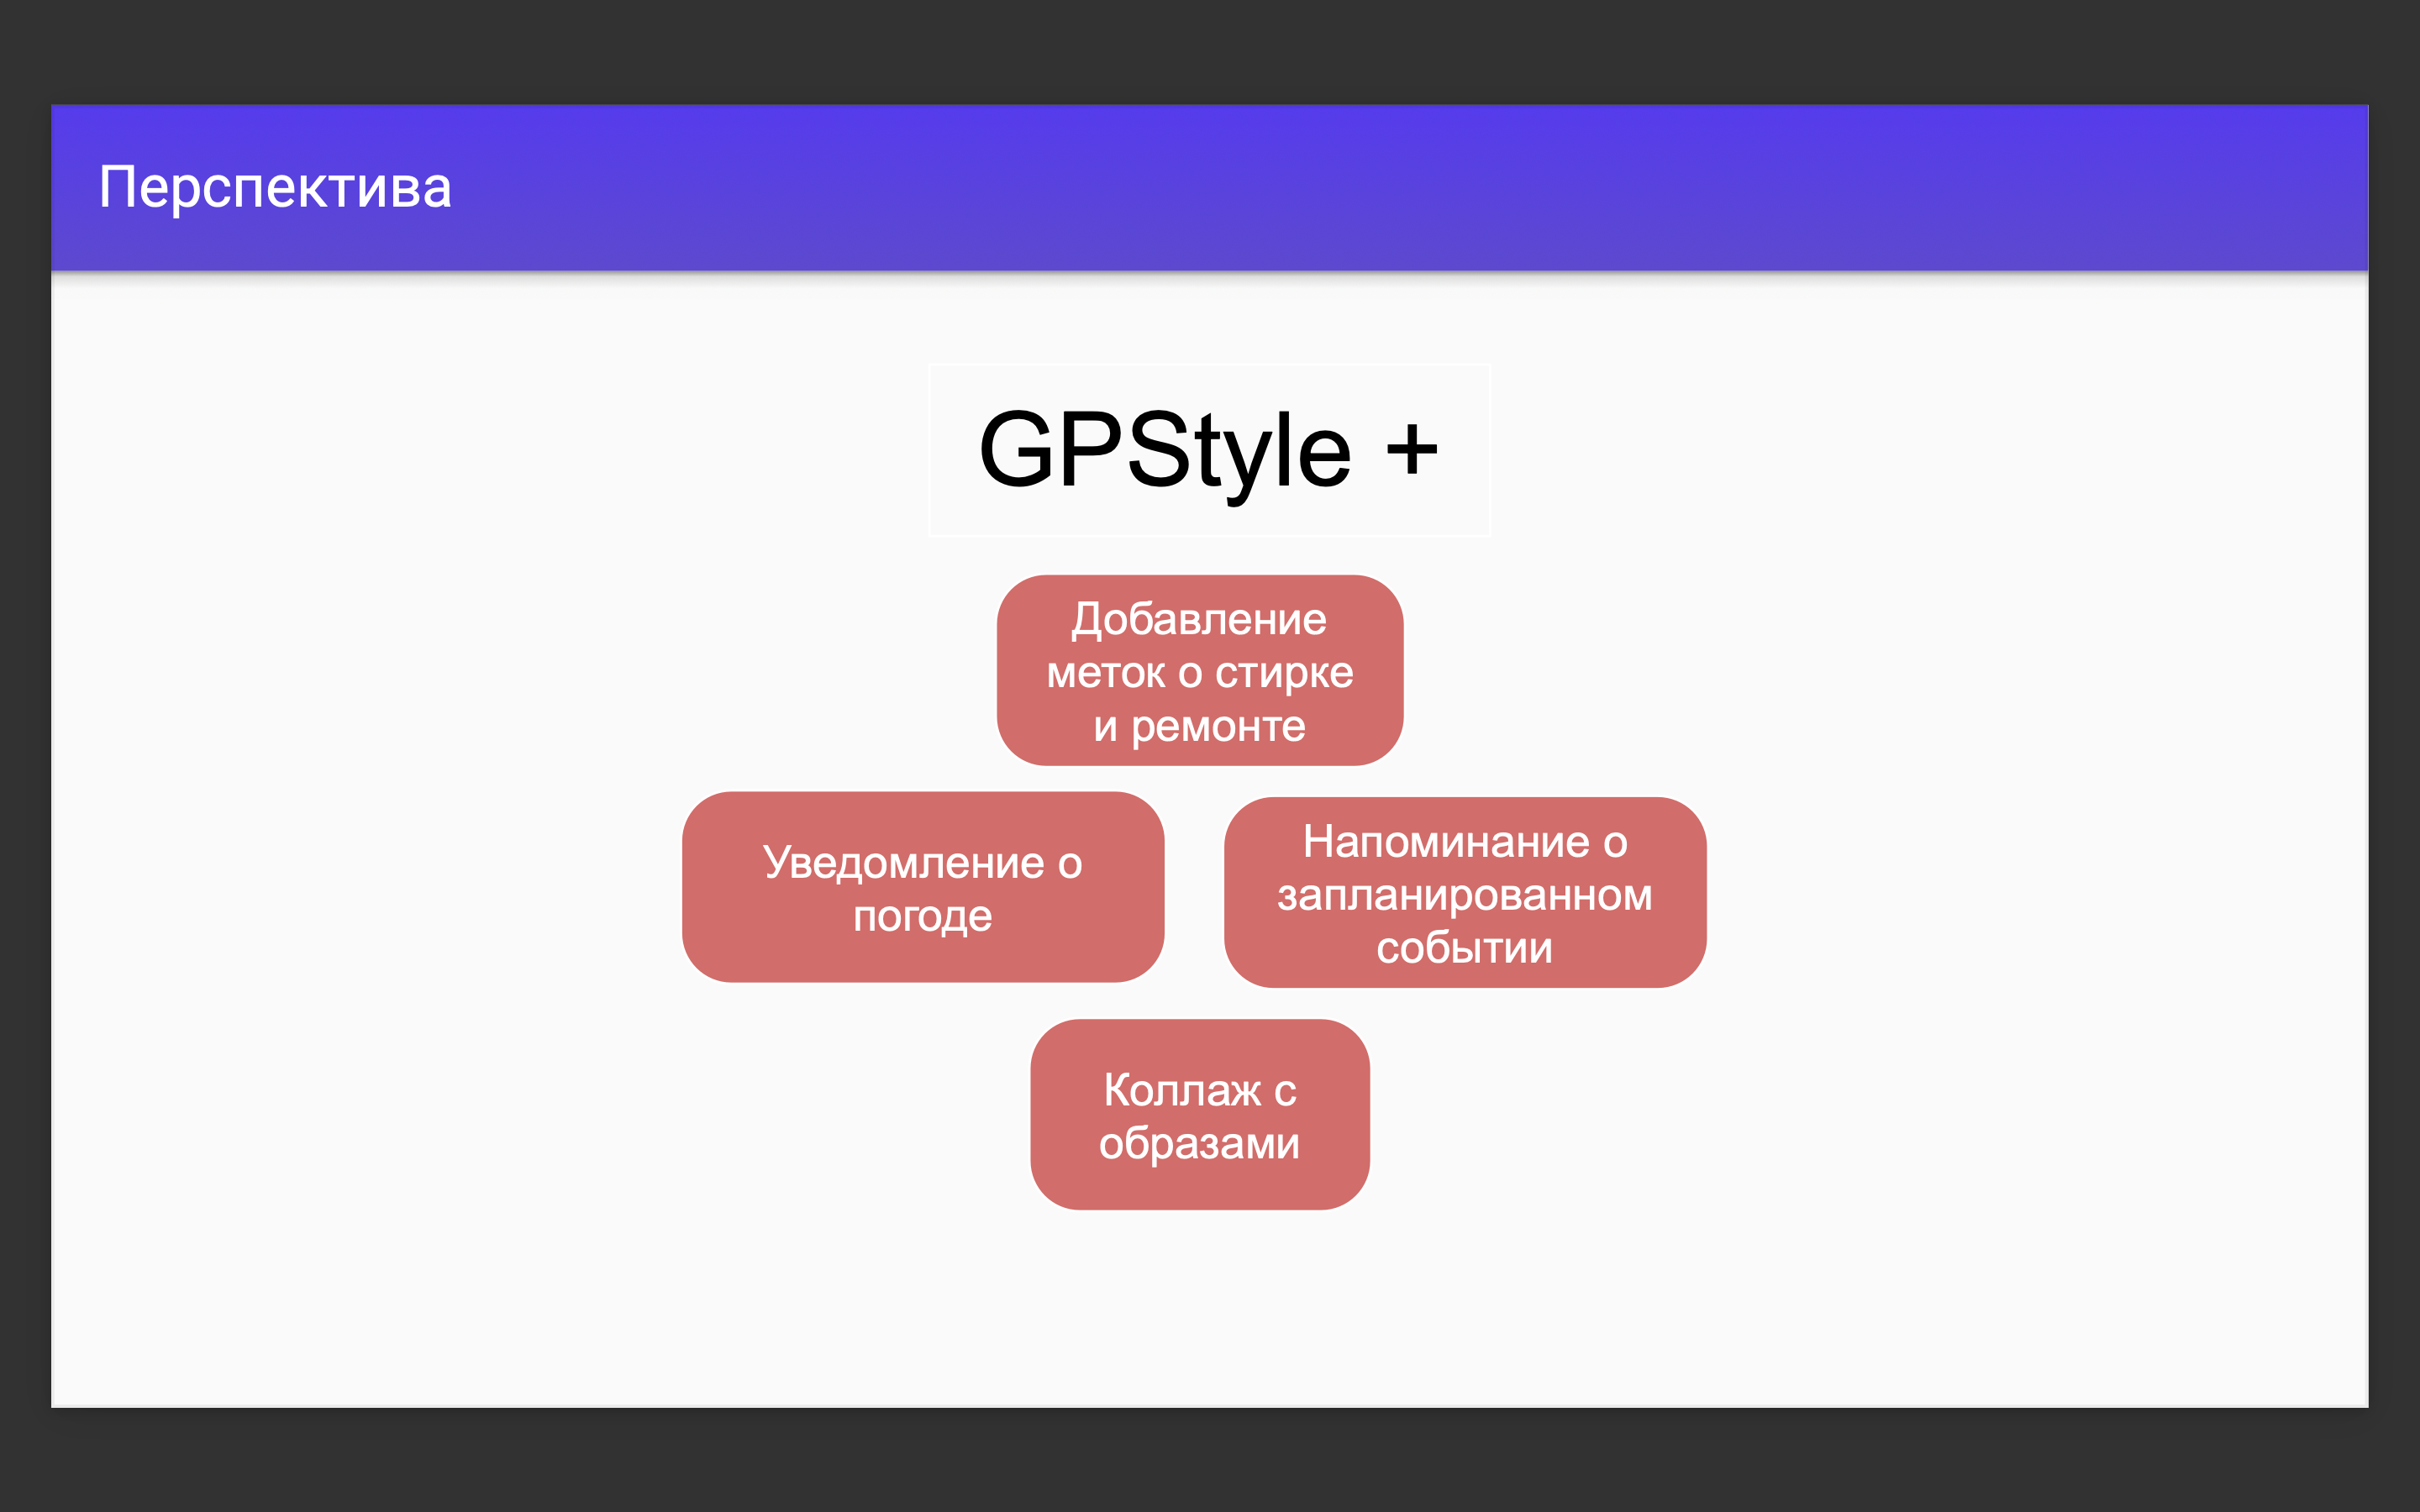 Перспектива
GPStyle +
Добавление
меток о стирке
и ремонте
Уведомление о
погоде
Напоминание о
запланированном
событии
Коллаж с
образами